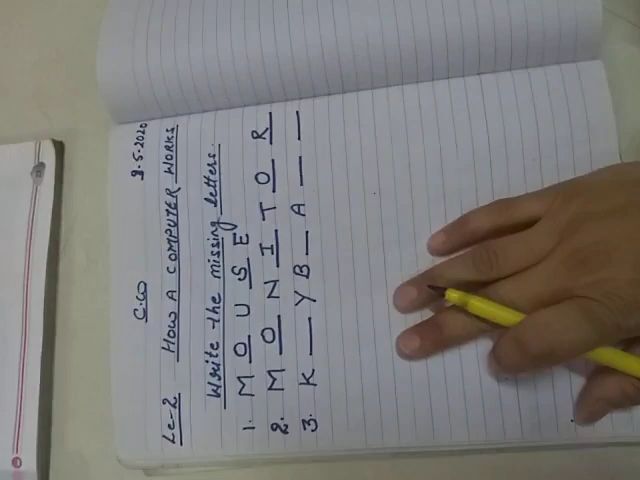 C.W 9-5-2020
Le-2 HOW A COMPUTER WORKS
Write the missing letters.
1. M O U S E
2. M O N I T O R
3. K _ Y B _ A _ _